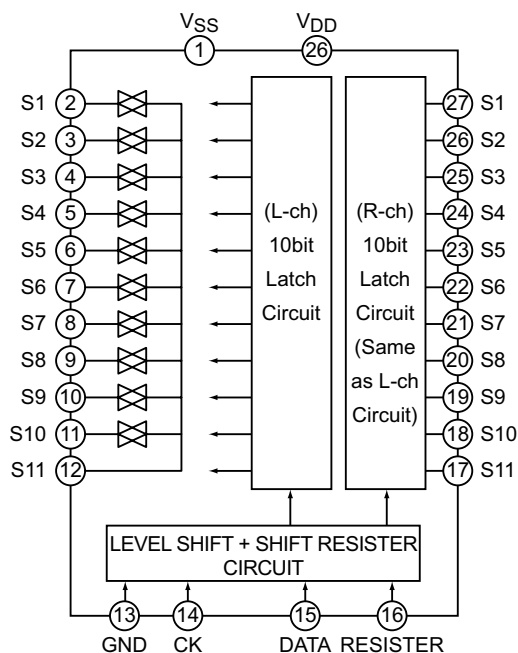 VSS VDD
1 26
S1 2 27 S1
S2 3 26 S2
S3 4 25 S3
S4 5 24 S4
S5 6 23 S5
S6 7 22 S6
S7 8 21 S7
S8 9 20 S8
S9 10 19 S9
S10 11 18 S10
S11 12 17 S11
(L-ch)
10bit
Latch
Circuit
(R-ch)
10bit
Latch
Circuit
(Same
as L-ch
Circuit)
LEVEL SHIFT + SHIFT RESISTER
CIRCUIT
13 14 15 16
GND CK DATA RESISTER